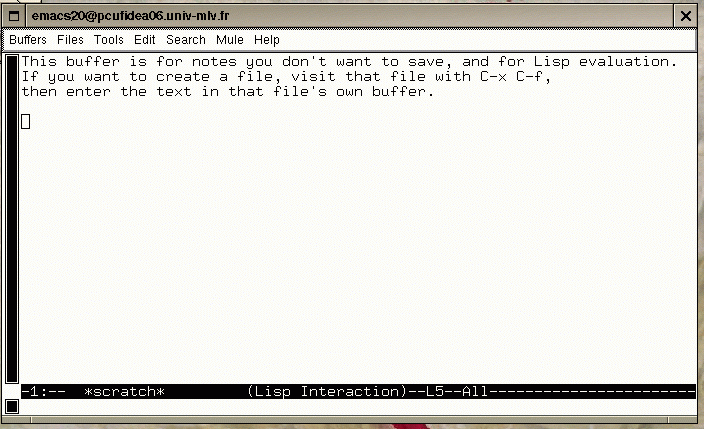 emacs20@pcufidea06.univ-mlv.fr
Buffers Files Tools Edit Search Mule Help
This buffer is for notes you don't want to save, and for Lisp evaluation.
If you want to create a file, visit that file with C-x C-f,
then enter the text in that file's own buffer.
-1:-- *scratch* (Lisp Interaction)--L5--All-----------------------